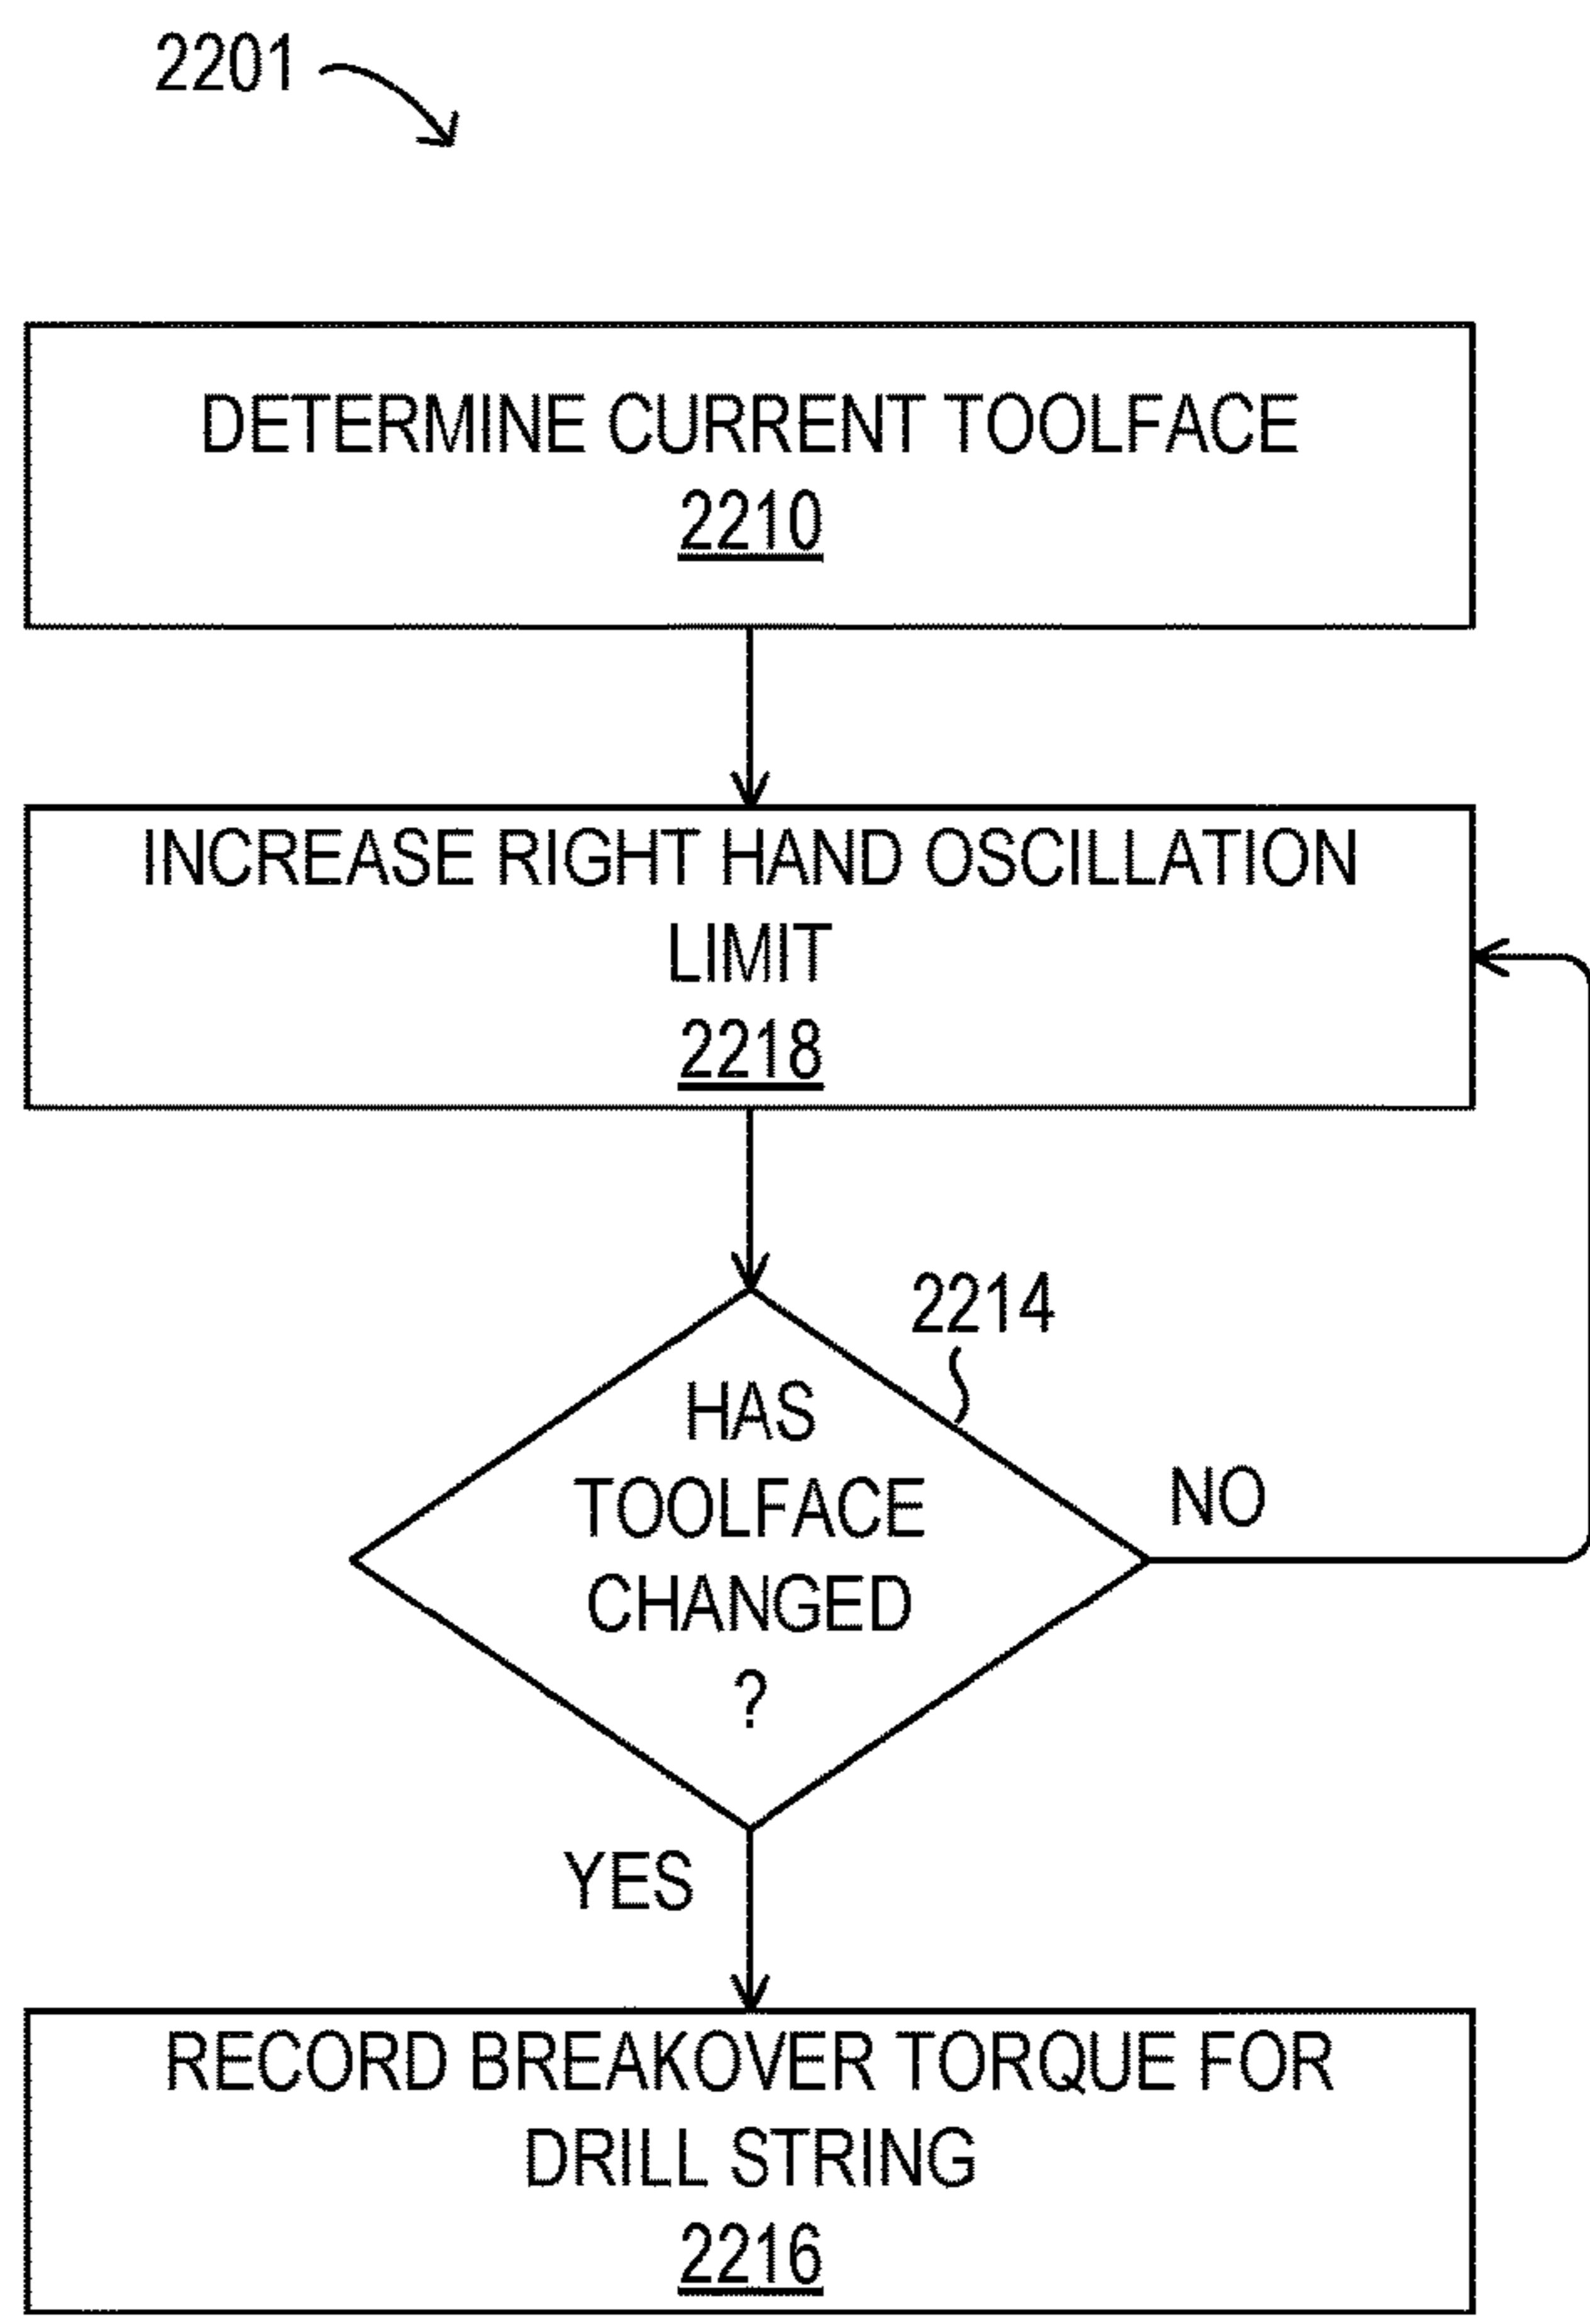 2201
DETERMINE CURRENT TOOLFACE
2210
INCREASE RIGHT HAND OSCILLATION
LIMIT
2218
2214
HAS
TOOLFACE
CHANGED
?
NO
YES
RECORD BREAKOVER TORQUE FOR
DRILL STRING
2216